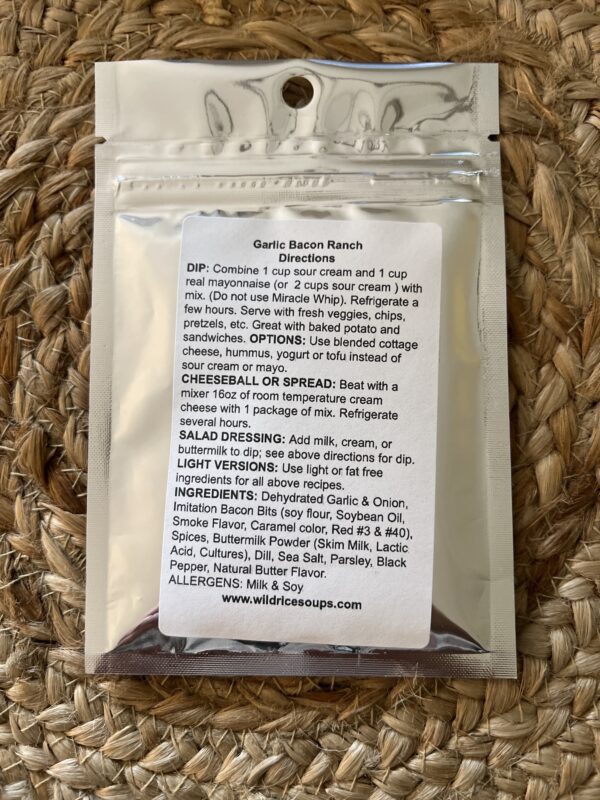 Garlic Bacon Ranch
Directions
DIP: Combine 1 cup sour cream and 1 cup
real mayonnaise (or 2 cups sour cream ) with
mix. (Do not use Miracle Whip). Refrigerate a
few hours. Serve with fresh veggies, chips,
pretzels, etc. Great with baked potato and
sandwiches. OPTIONS: Use blended cottage
cheese, hummus, yogurt or tofu instead of
sour cream or mayo.
CHEESEBALL OR SPREAD: Beat with a
mixer 16oz of room temperature cream
cheese with 1 package of mix. Refrigerate
several hours.
SALAD DRESSING: Add milk, cream, or
buttermilk to dip; see above directions for dip.
LIGHT VERSIONS: Use light or fat free
ingredients for all above recipes.
INGREDIENTS: Dehydrated Garlic & Onion,
Imitation Bacon Bits (soy flour, Soybean Oil,
Smoke Flavor, Caramel color, Red #3 & #40),
Spices, Buttermilk Powder (Skim Milk, Lactic
Acid, Cultures), Dill, Sea Salt, Parsley, Black
Pepper, Natural Butter Flavor.
ALLERGENS: Milk & Soy
www.wildricesoups.com